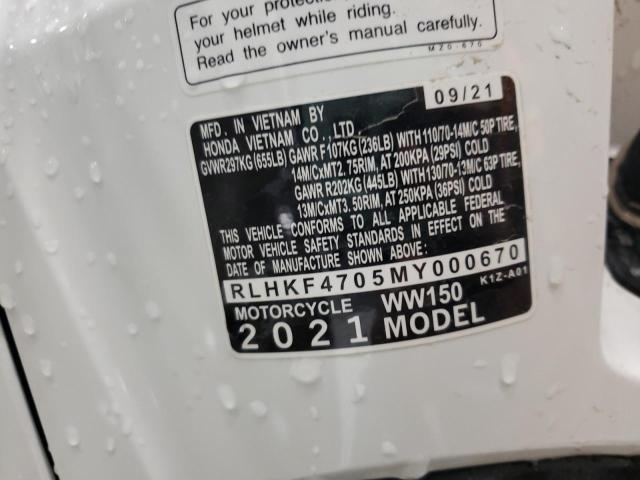 For your protection
your helmet while riding.
Read the owner's manual carefully.
MZ0-670
09/21
MFD. IN VIETNAM BY
HONDA VIETNAM CO., LTD.
GVWR297KG(655LB) GAWR F107KG(236LB) WITH 110/70-14M/C 50P TIRE,
14M/CxMT2.75RIM, AT 200KPA (29PSI) COLD
GAWR R202KG(445LB) WITH 130/70-13M/C 63P TIRE,
13M/CxMT3.50RIM, AT 250KPA (36PSI) COLD
THIS VEHICLE CONFORMS TO ALL APPLICABLE FEDERAL
MOTOR VEHICLE SAFETY STANDARDS IN EFFECT ON THE
DATE OF MANUFACTURE SHOWN ABOVE:
RLHKF4705MY000670
MOTORCYCLE WW150 K1Z-A01
2021 MODEL